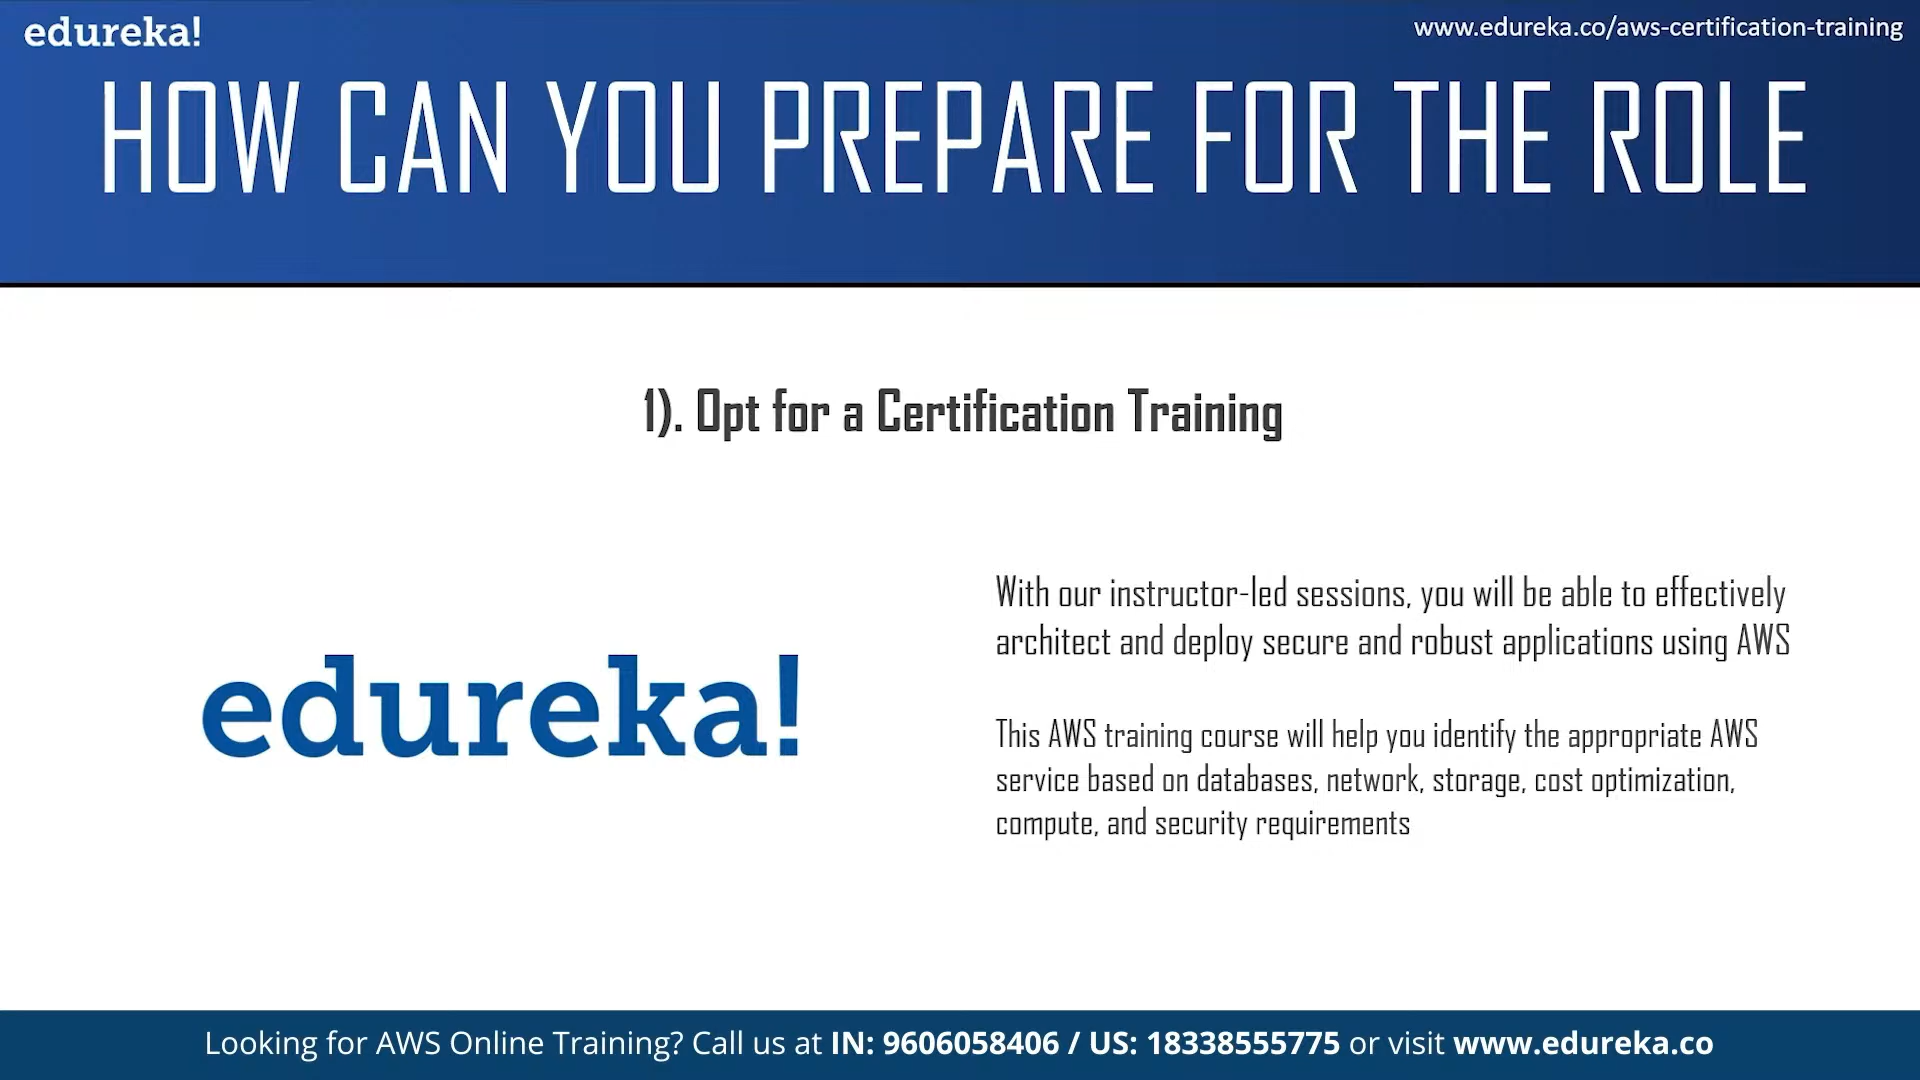 edureka!
www.edureka.co/aws-certification-training
HOW CAN YOU PREPARE FOR THE ROLE
1). Opt for a Certification Training
edureka!
With our instructor-led sessions, you will be able to effectively
architect and deploy secure and robust applications using AWS
This AWS training course will help you identify the appropriate AWS
service based on databases, network, storage, cost optimization,
compute, and security requirements
Looking for AWS Online Training? Call us at IN: 9606058406 / US: 18338555775 or visit www.edureka.co